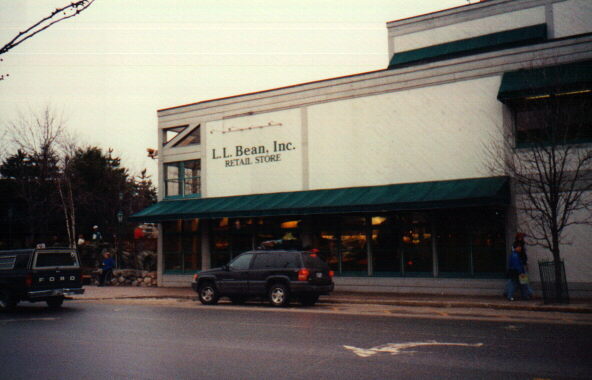 L.L. Bean, Inc.
RETAIL STORE
FORD